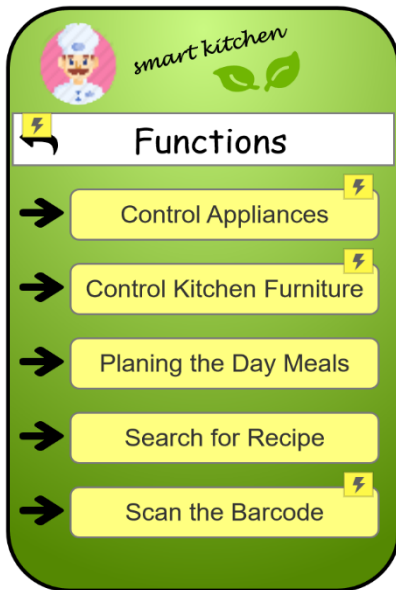 smart kitchen
Functions
Control Appliances
Control Kitchen Furniture
Planing the Day Meals
Search for Recipe
Scan the Barcode